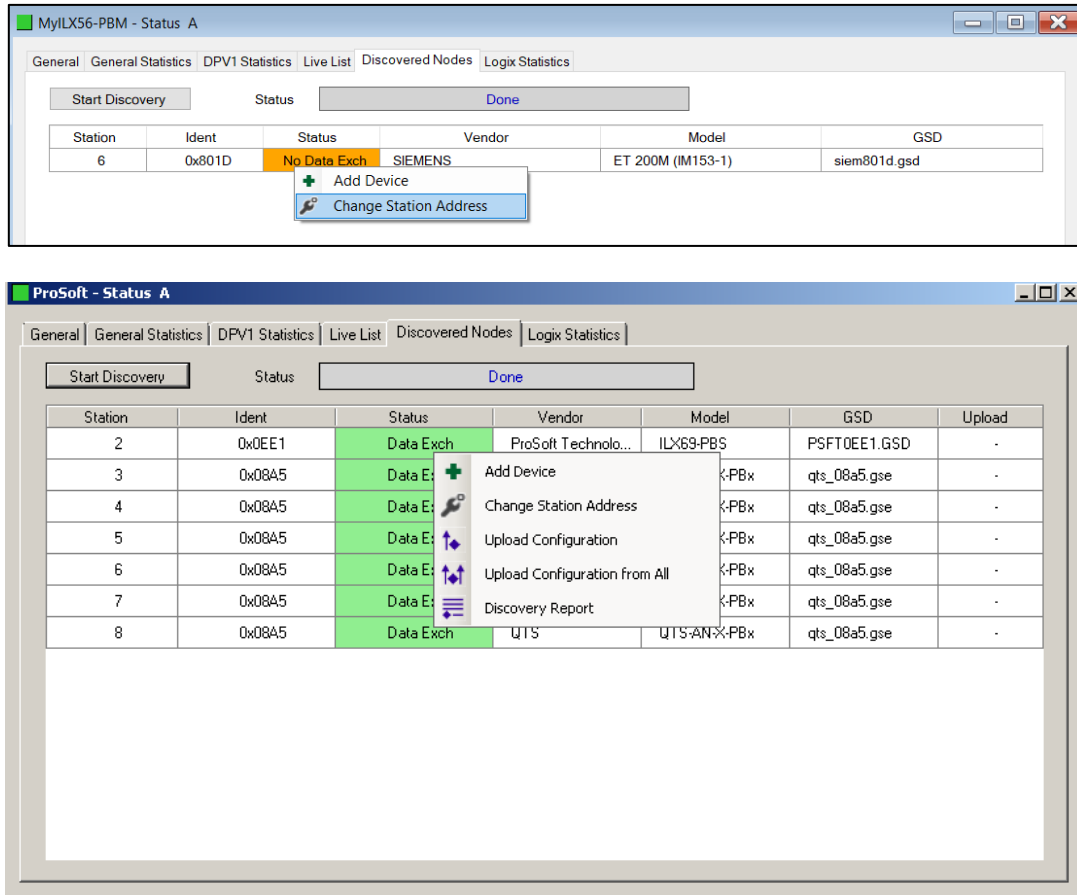 MyILX56-PBM - Status A
General General Statistics DPV1 Statistics Live List Discovered Nodes Logix Statistics
Start Discovery Status Done
Station Ident Status Vendor Model GSD
6 0x801D No Data Exch SIEMENS ET 200M (IM153-1) siem801d.gsd
Add Device
Change Station Address
ProSoft - Status A
General General Statistics DPV1 Statistics Live List Discovered Nodes Logix Statistics
Start Discovery Status Done
Station Ident Status Vendor Model GSD Upload
2 0x0EE1 Data Exch ProSoft Technolo... ILX69-PBS PSFT0EE1.GSD -
3 0x08A5 Data E Add Device X-PBx qts_08a5.gse -
4 0x08A5 Data E Change Station Address X-PBx qts_08a5.gse -
5 0x08A5 Data E Upload Configuration X-PBx qts_08a5.gse -
6 0x08A5 Data E Upload Configuration from All X-PBx qts_08a5.gse -
7 0x08A5 Data E Discovery Report X-PBx qts_08a5.gse -
8 0x08A5 Data Exch QTS QTS-AN-X-PBx qts_08a5.gse -